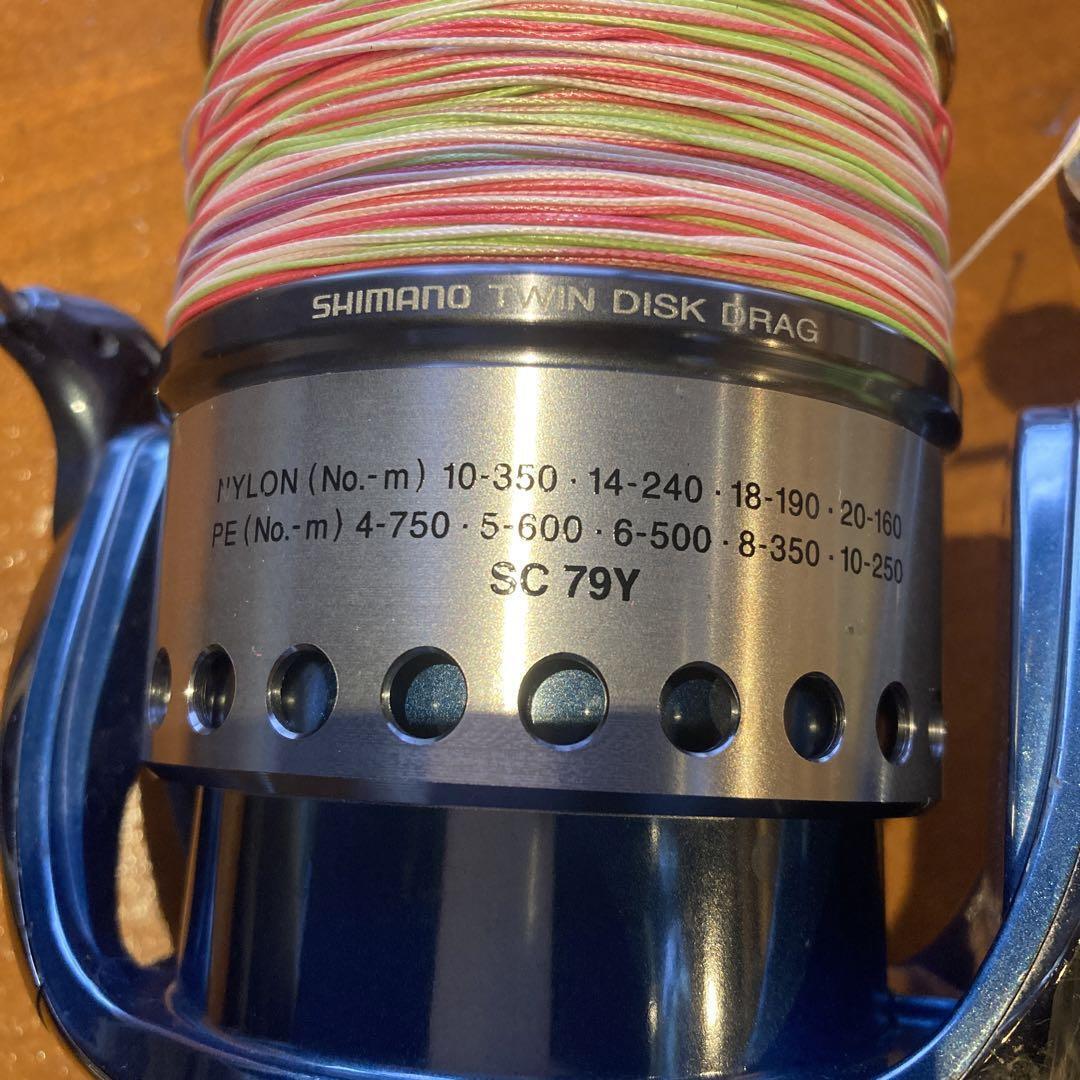 SHIMANO TWIN DISK DRAG
NYLON (No.-m) 10-350 · 14-240 · 18-190 · 20-160
PE (No.-m) 4-750 · 5-600 · 6-500 · 8-350 · 10-250
SC 79Y